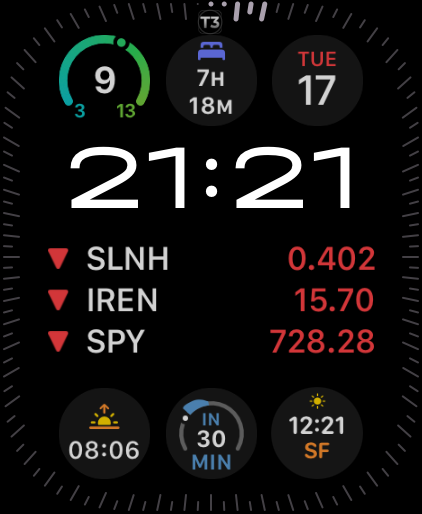 T3
9
3 13
7H
18M
TUE
17
21:21
SLNH 0.402
IREN 15.70
SPY 728.28
08:06
IN
30
MIN
12:21
SF